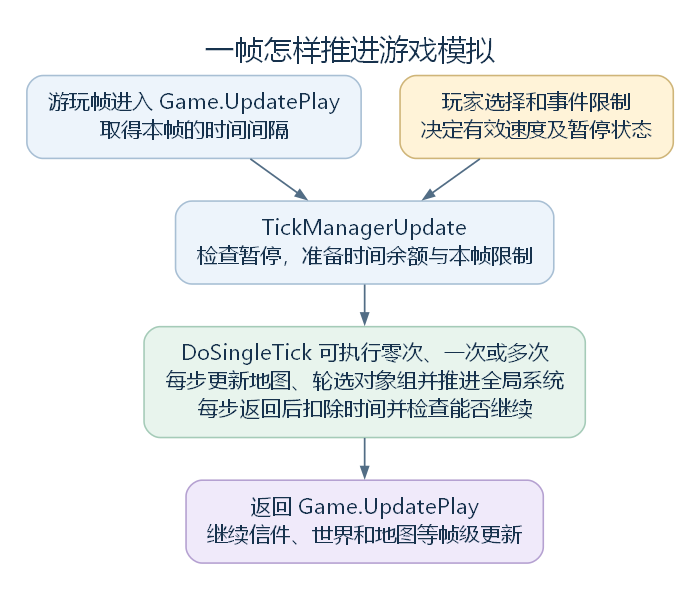 一帧怎样推进游戏模拟
游玩帧进入 Game.UpdatePlay
取得本帧的时间间隔
玩家选择和事件限制
决定有效速度及暂停状态
TickManagerUpdate
检查暂停，准备时间余额与本帧限制
DoSingleTick 可执行零次、一次或多次
每步更新地图、轮选对象组并推进全局系统
每步返回后扣除时间并检查能否继续
返回 Game.UpdatePlay
继续信件、世界和地图等帧级更新